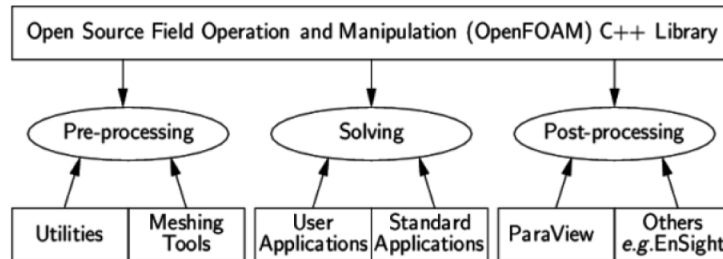 Open Source Field Operation and Manipulation (OpenFOAM) C++ Library
Pre-processing
Solving
Post-processing
Utilities
Meshing
Tools
User
Applications
Standard
Applications
ParaView
Others
e.g.EnSight